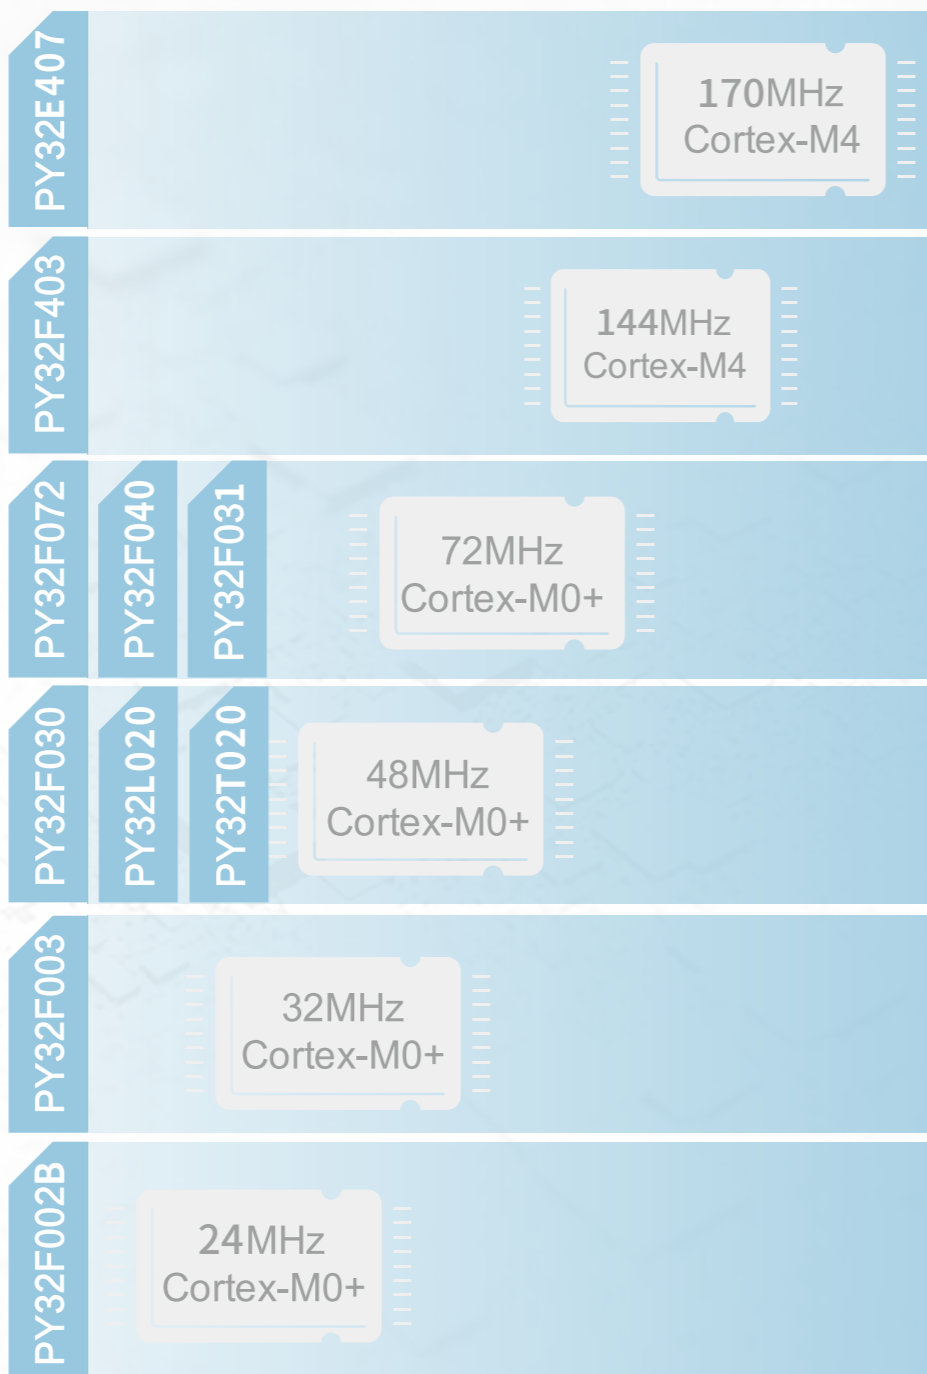 PY32E407
170MHz
Cortex-M4
PY32F403
144MHz
Cortex-M4
PY32F072
PY32F040
PY32F031
72MHz
Cortex-M0+
PY32F030
PY32L020
PY32T020
48MHz
Cortex-M0+
PY32F003
32MHz
Cortex-M0+
PY32F002B
24MHz
Cortex-M0+